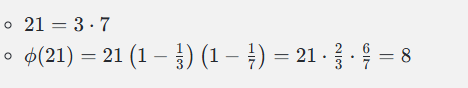 ∘ 21 = 3 · 7
∘ ϕ(21) = 21 (1 − 1/3) (1 − 1/7) = 21 · 2/3 · 6/7 = 8